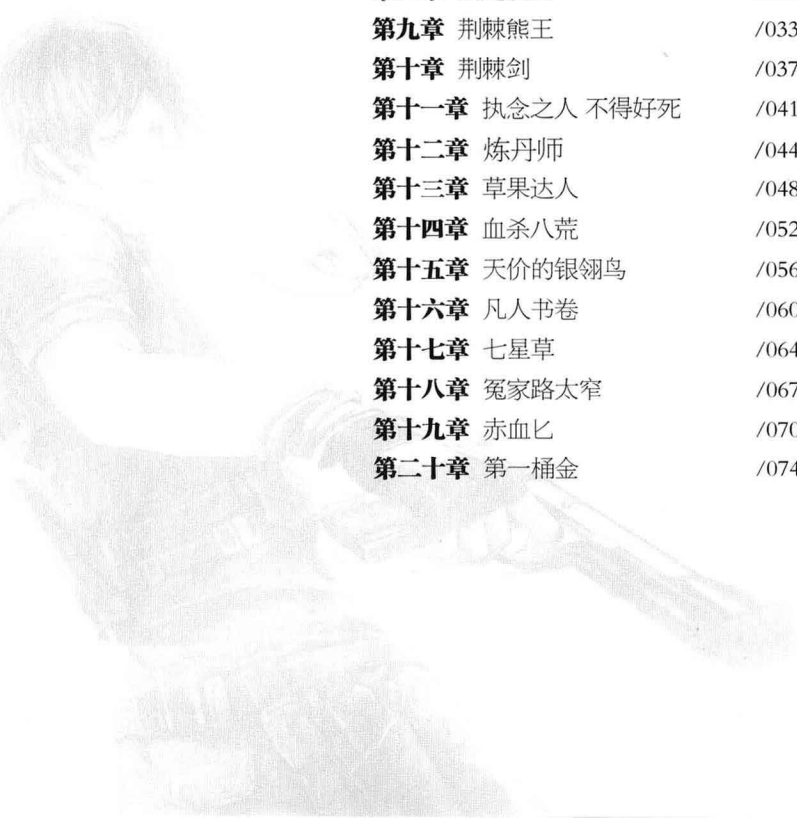 第九章 荆棘熊王 /033
第十章 荆棘剑 /037
第十一章 执念之人 不得好死 /041
第十二章 炼丹师 /044
第十三章 草果达人 /048
第十四章 血杀八荒 /052
第十五章 天价的银翎鸟 /056
第十六章 凡人书卷 /060
第十七章 七星草 /064
第十八章 冤家路太窄 /067
第十九章 赤血匕 /070
第二十章 第一桶金 /074